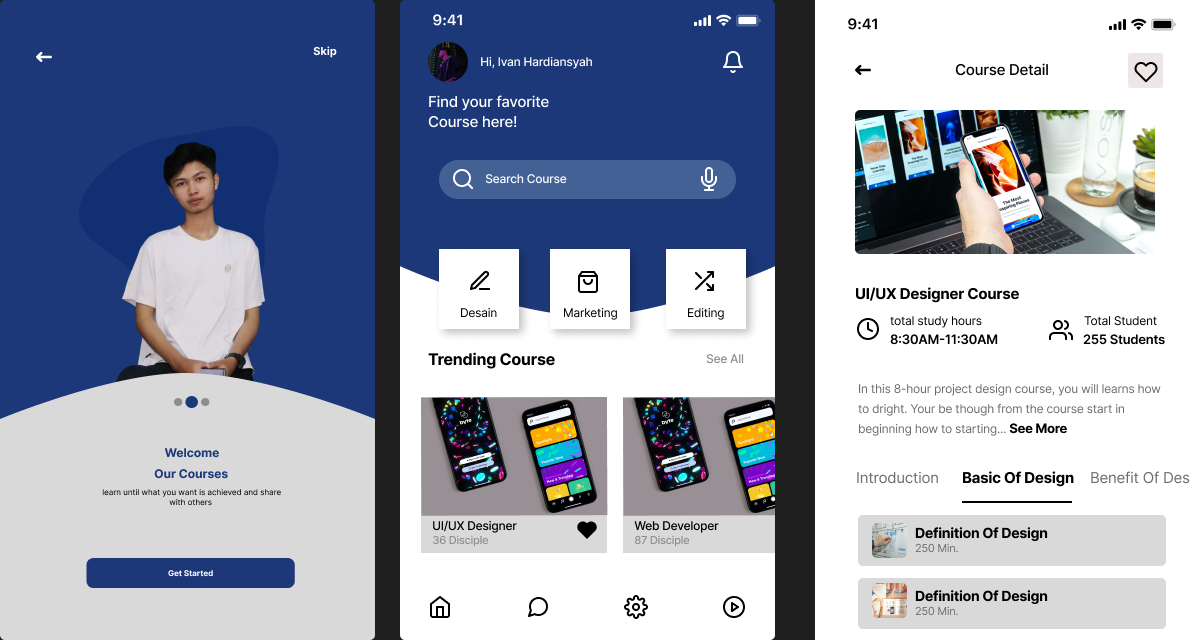 Skip
Welcome
Our Courses
learn until what you want is achieved and share
with others
Get Started
9:41
Hi, Ivan Hardiansyah
Find your favorite
Course here!
Search Course
Desain
Marketing
Editing
Trending Course
See All
UI/UX Designer
36 Disciple
Web Developer
87 Disciple
9:41
Course Detail
UI/UX Designer Course
total study hours
8:30AM-11:30AM
Total Student
255 Students
In this 8-hour project design course, you will learns how
to dright. Your be though from the course start in
beginning how to starting... See More
Introduction
Basic Of Design
Benefit Of Des
Definition Of Design
250 Min.
Definition Of Design
250 Min.